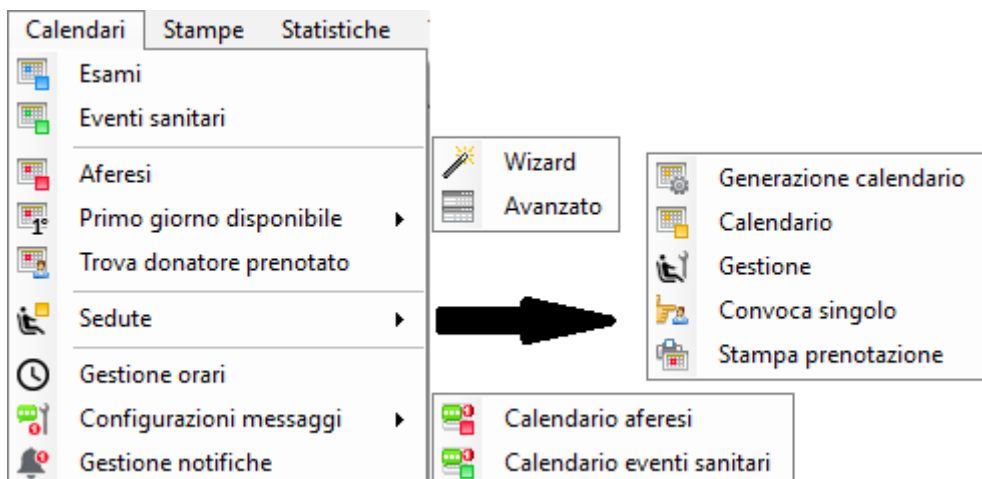 Calendari Stampe Statistiche
Esami
Eventi sanitari
Aferesi
Primo giorno disponibile
Trova donatore prenotato
Sedute
Gestione orari
Configurazioni messaggi
Gestione notifiche
Wizard
Avanzato
Generazione calendario
Calendario
Gestione
Convoca singolo
Stampa prenotazione
Calendario aferesi
Calendario eventi sanitari